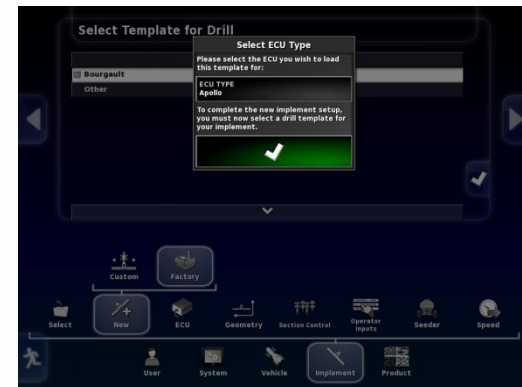 Select Template for Drill
Select ECU Type
Please select the ECU you wish to load
this template for:
ECU TYPE
Apollo
To complete the new implement setup,
you must now select a drill template for
your implement.
Bourgault
Other
Custom
Factory
Select
New
ECU
Geometry
Section Control
Operator
Inputs
Seeder
Speed
User
System
Vehicle
Implement
Product